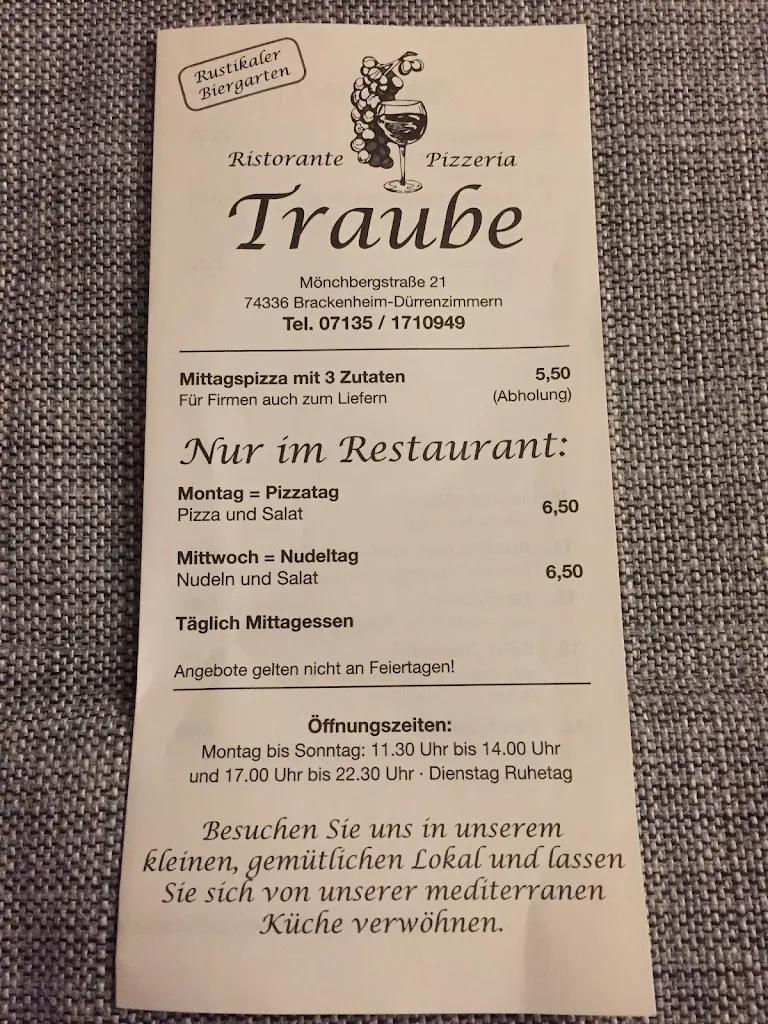 Rustikaler
Biergarten
Ristorante Pizzeria
Traube
Mönchbergstraße 21
74336 Brackenheim-Dürrenzimmern
Tel. 07135 / 1710949
Mittagspizza mit 3 Zutaten 5,50
Für Firmen auch zum Liefern (Abholung)
Nur im Restaurant:
Montag = Pizzatag
Pizza und Salat 6,50
Mittwoch = Nudeltag
Nudeln und Salat 6,50
Täglich Mittagessen
Angebote gelten nicht an Feiertagen!
Öffnungszeiten:
Montag bis Sonntag: 11.30 Uhr bis 14.00 Uhr
und 17.00 Uhr bis 22.30 Uhr · Dienstag Ruhetag
Besuchen Sie uns in unserem
kleinen, gemütlichen Lokal und lassen
Sie sich von unserer mediterranen
Küche verwöhnen.